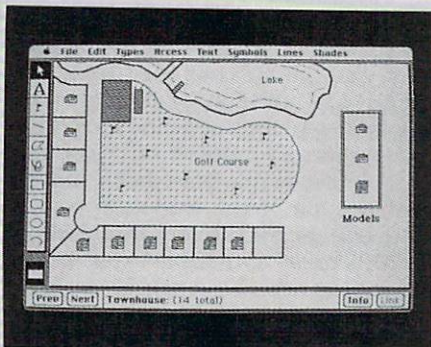 File Edit Types Access Text Symbols Lines Shades
A
Lake
Golf Course
Models
Prev Next Townhouse: (14 total) Info Link